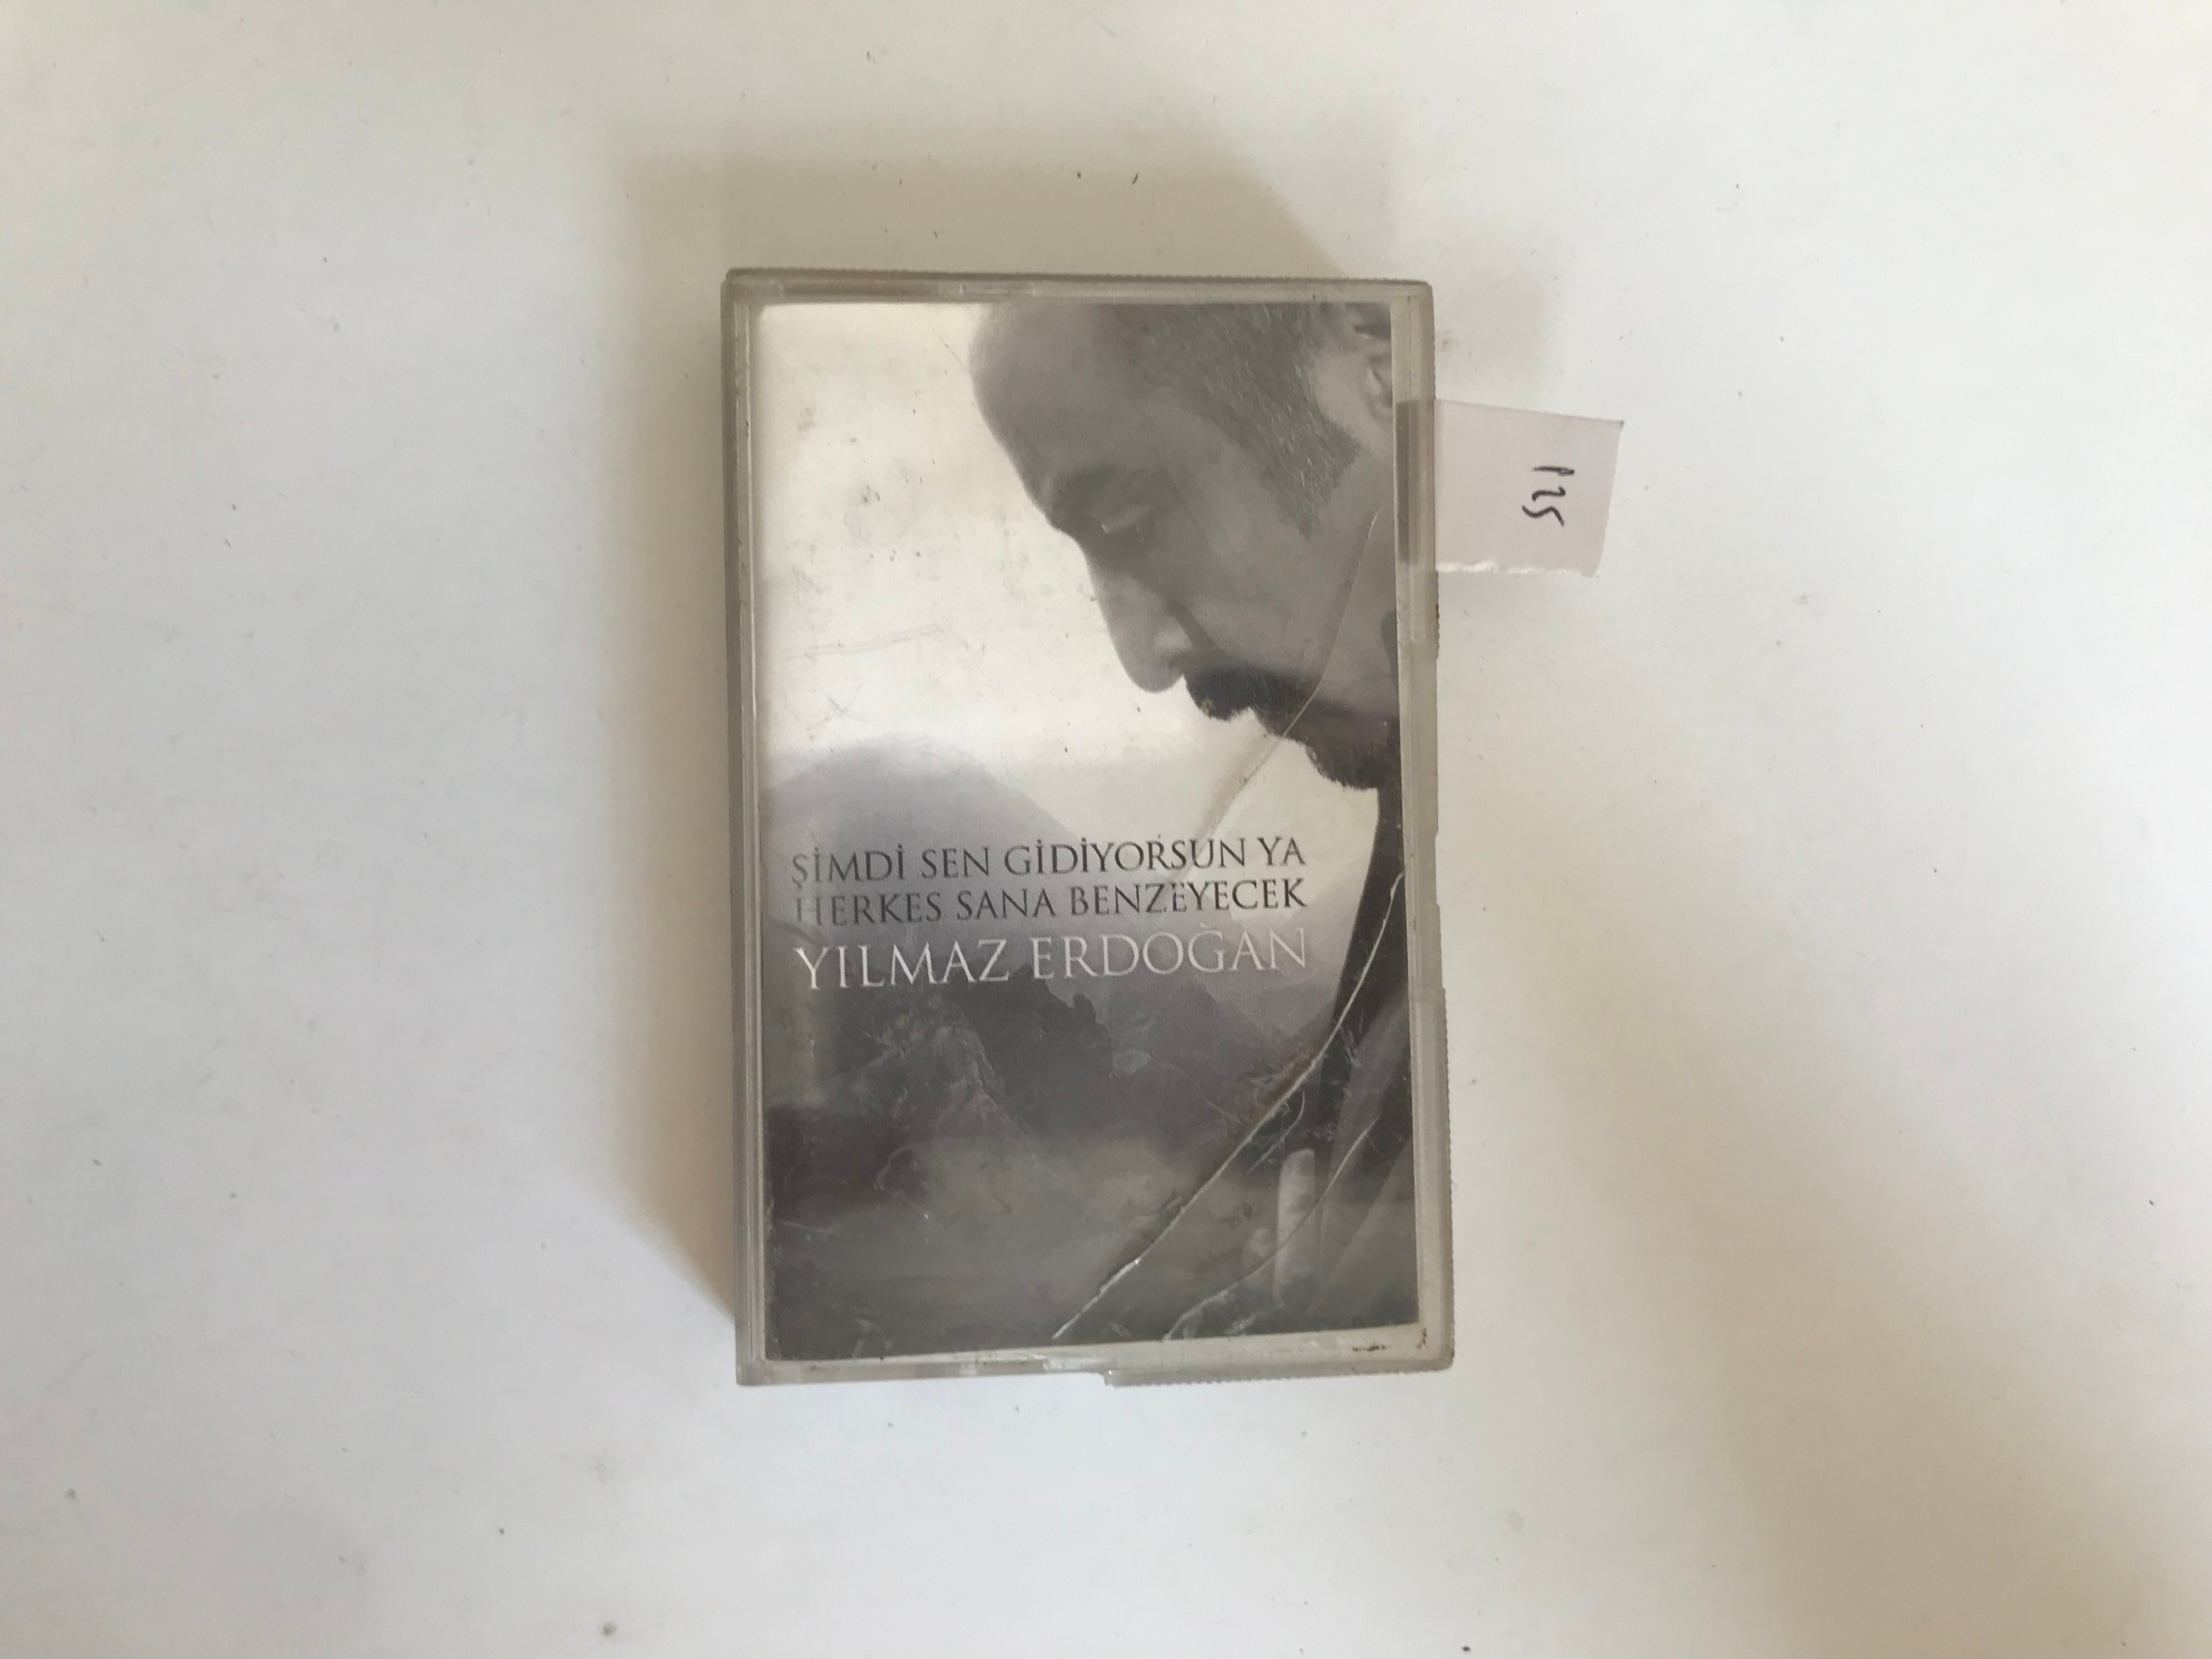 ŞİMDİ SEN GİDİYORSUN YA
HERKES SANA BENZEYECEK
YILMAZ ERDOĞAN
125